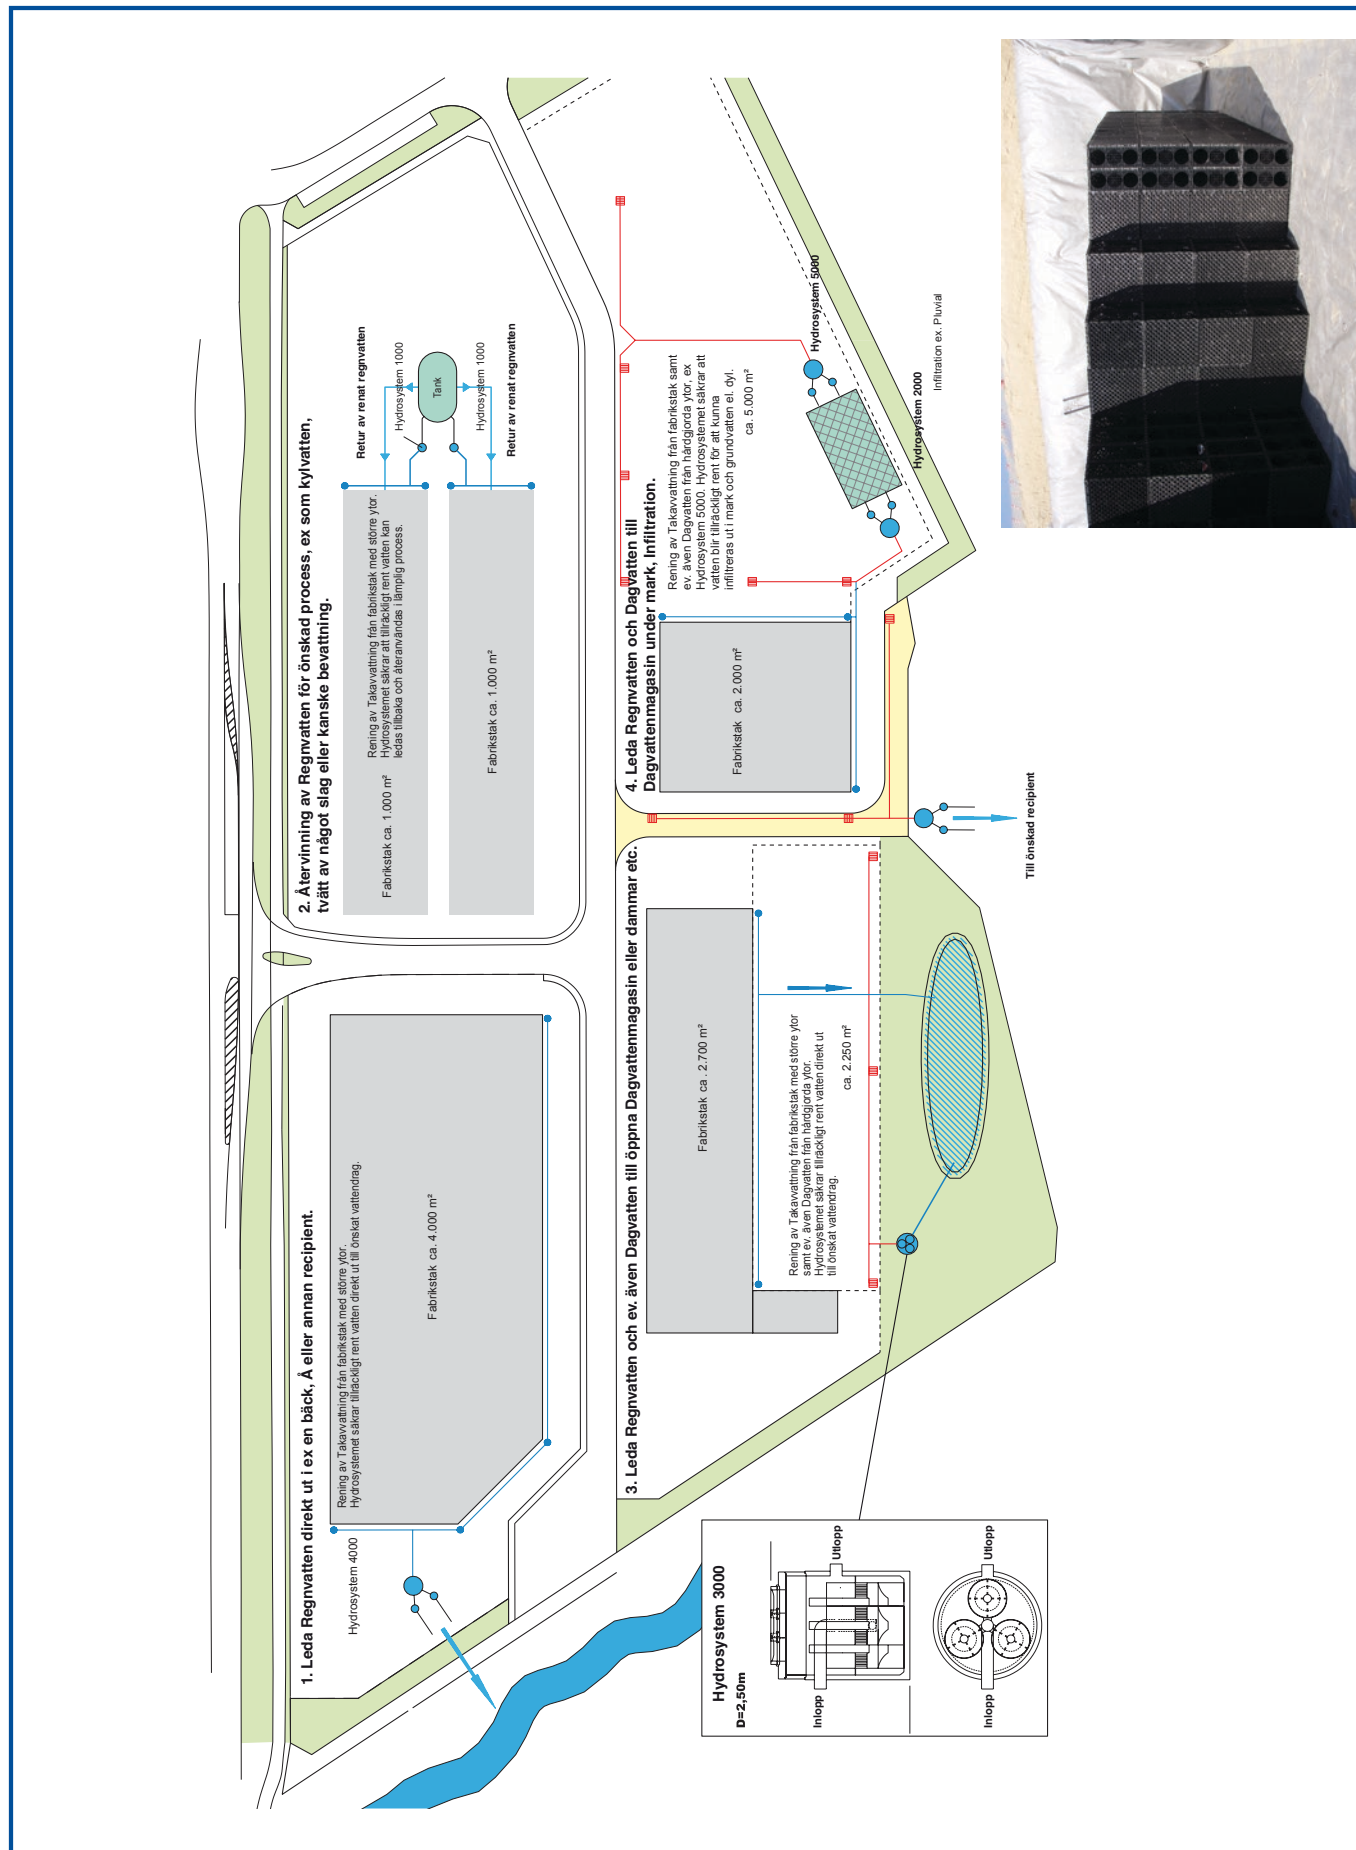 1. Leda Regnvatten direkt ut i ex en bäck, Å eller annan recipient.
Rening av Takavvattning från fabrikstak med större ytor.
Hydrosystemet säkrar tillräckligt rent vatten direkt ut till önskat vattendrag.
Fabrikstak ca. 4.000 m²
Hydrosystem 4000
2. Återvinning av Regnvatten för önskad process, ex som kylvatten,
tvätt av något slag eller kanske bevattning.
Fabrikstak ca. 1.000 m²
Rening av Takavvattning från fabrikstak med större ytor.
Hydrosystemet säkrar att tillräckligt rent vatten kan
ledas tillbaka och återanvändas i lämplig process.
Fabrikstak ca. 1.000 m²
Retur av renat regnvatten
Hydrosystem 1000
Tank
Hydrosystem 1000
Retur av renat regnvatten
3. Leda Regnvatten och ev. även Dagvatten till öppna Dagvattenmagasin eller dammar etc.
Fabrikstak ca . 2.700 m²
Rening av Takavvattning från fabrikstak med större ytor
samt ev. även Dagvatten från hårdgjorda ytor.
Hydrosystemet säkrar tillräckligt rent vatten direkt ut
till önskat vattendrag.
ca. 2.250 m²
4. Leda Regnvatten och Dagvatten till
Dagvattenmagasin under mark, Infiltration.
Fabrikstak ca. 2.000 m²
Rening av Takavvattning från fabrikstak samt
ev. även Dagvatten från hårdgjorda ytor, ex
Hydrosystem 5000. Hydrosystemet säkrar att
vatten blir tillräckligt rent för att kunna
infiltreras ut i mark och grundvatten el. dyl.
ca. 5.000 m²
Hydrosystem 5000
Hydrosystem 2000
Infiltration ex. Pluvial
Till önskad recipient
Hydrosystem 3000
D=2,50m
Inlopp
Utlopp
Inlopp
Utlopp